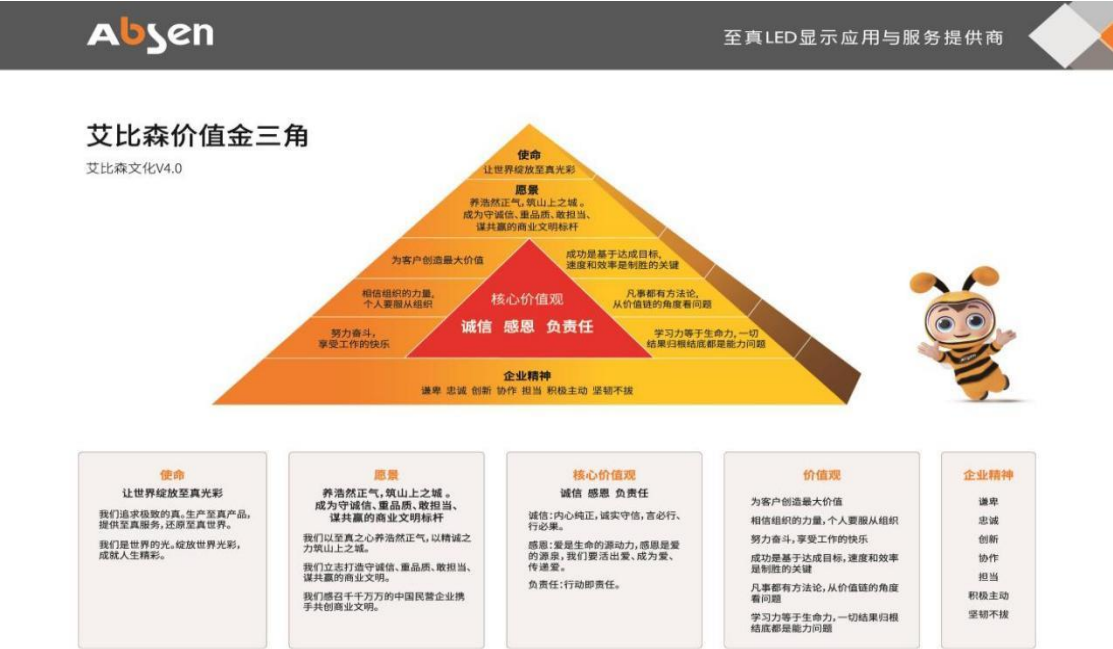 Absen
至真LED显示应用与服务提供商
艾比森价值金三角
艾比森文化V4.0
使命
让世界绽放至真光彩
愿景
养浩然正气,筑山上之城。
成为守诚信、重品质、敢担当、
谋共赢的商业文明标杆
为客户创造最大价值
成功是基于达成目标,
速度和效率是制胜的关键
相信组织的力量,
个人要服从组织
核心价值观
凡事都有方法论,
从价值链的角度看问题
努力奋斗,
享受工作的快乐
诚信 感恩 负责任
学习力等于生命力,一切
结果归根结底都是能力问题
企业精神
谦卑 忠诚 创新 协作 担当 积极主动 坚韧不拔
使命
让世界绽放至真光彩
我们追求极致的真。生产至真产品,
提供至真服务,还原至真世界。
我们是世界的光。绽放世界光彩,
成就人生精彩。
愿景
养浩然正气,筑山上之城。
成为守诚信、重品质、敢担当、
谋共赢的商业文明标杆
我们以至真之心养浩然正气,以精诚之
力筑山上之城。
我们立志打造守诚信、重品质、敢担当、
谋共赢的商业文明。
我们感召千千万万的中国民营企业携
手共创商业文明。
核心价值观
诚信 感恩 负责任
诚信:内心纯正,诚实守信,言必行、
行必果。
感恩:爱是生命的源动力,感恩是爱
的源泉,我们要活出爱、成为爱、
传递爱。
负责任:行动即责任。
价值观
为客户创造最大价值
相信组织的力量,个人要服从组织
努力奋斗,享受工作的快乐
成功是基于达成目标,速度和效率
是制胜的关键
凡事都有方法论,从价值链的角度
看问题
学习力等于生命力,一切结果归根
结底都是能力问题
企业精神
谦卑
忠诚
创新
协作
担当
积极主动
坚韧不拔